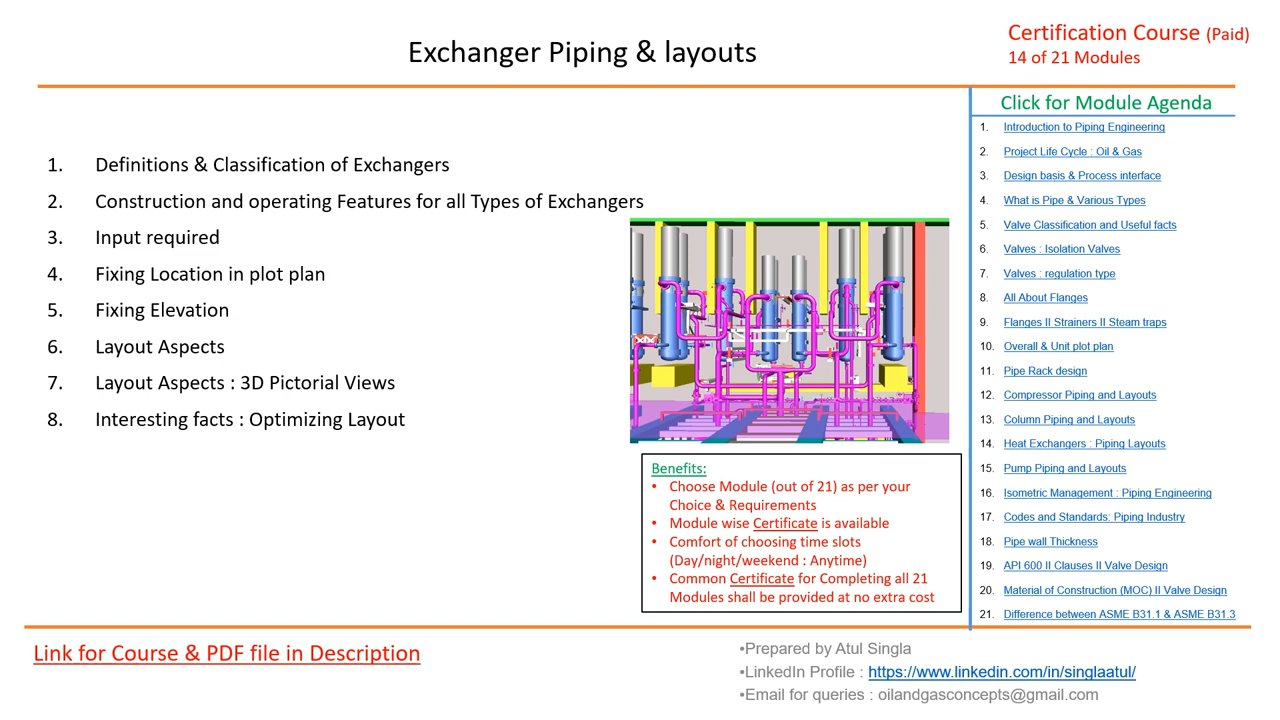 Exchanger Piping & layouts
Certification Course (Paid)
14 of 21 Modules
1. Definitions & Classification of Exchangers
2. Construction and operating Features for all Types of Exchangers
3. Input required
4. Fixing Location in plot plan
5. Fixing Elevation
6. Layout Aspects
7. Layout Aspects : 3D Pictorial Views
8. Interesting facts : Optimizing Layout
Benefits:
• Choose Module (out of 21) as per your
Choice & Requirements
• Module wise Certificate is available
• Comfort of choosing time slots
(Day/night/weekend : Anytime)
• Common Certificate for Completing all 21
Modules shall be provided at no extra cost
Click for Module Agenda
1. Introduction to Piping Engineering
2. Project Life Cycle : Oil & Gas
3. Design basis & Process interface
4. What is Pipe & Various Types
5. Valve Classification and Useful facts
6. Valves : Isolation Valves
7. Valves : regulation type
8. All About Flanges
9. Flanges II Strainers II Steam traps
10. Overall & Unit plot plan
11. Pipe Rack design
12. Compressor Piping and Layouts
13. Column Piping and Layouts
14. Heat Exchangers : Piping Layouts
15. Pump Piping and Layouts
16. Isometric Management : Piping Engineering
17. Codes and Standards: Piping Industry
18. Pipe wall Thickness
19. API 600 II Clauses II Valve Design
20. Material of Construction (MOC) II Valve Design
21. Difference between ASME B31.1 & ASME B31.3
Link for Course & PDF file in Description
•Prepared by Atul Singla
•LinkedIn Profile : https://www.linkedin.com/in/singlaatul/
•Email for queries : oilandgasconcepts@gmail.com